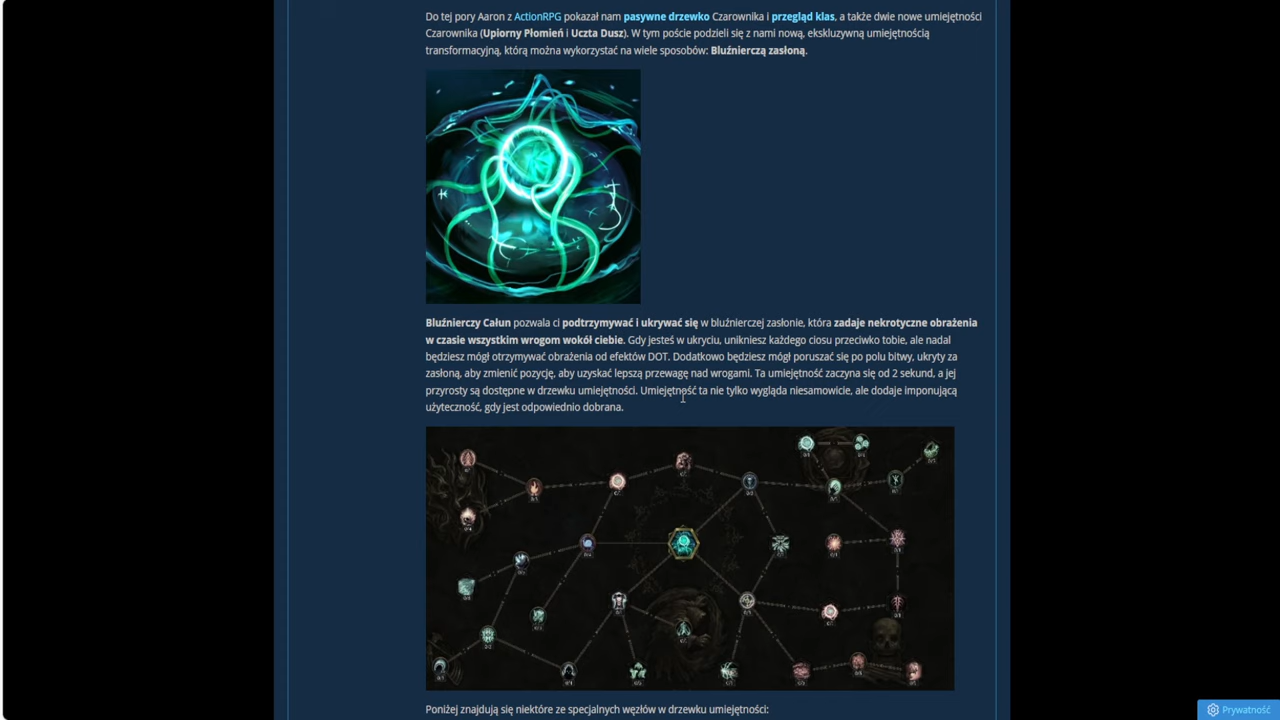 Do tej pory Aaron z ActionRPG pokazał nam pasywne drzewko Czarownika i przegląd klas, a także dwie nowe umiejętności
Czarownika (Upiorny Płomień i Uczta Dusz). W tym poście podzieli się z nami nową, ekskluzywną umiejętnością
transformacyjną, którą można wykorzystać na wiele sposobów: Bluźnierczą zasłoną.
Bluźnierczy Całun pozwala ci podtrzymywać i ukrywać się w bluźnierczej zasłonie, która zadaje nekrotyczne obrażenia
w czasie wszystkim wrogom wokół ciebie. Gdy jesteś w ukryciu, unikniesz każdego ciosu przeciwko tobie, ale nadal
będziesz mógł otrzymywać obrażenia od efektów DOT. Dodatkowo będziesz mógł poruszać się po polu bitwy, ukryty za
zasłoną, aby zmienić pozycję, aby uzyskać lepszą przewagę nad wrogami. Ta umiejętność zaczyna się od 2 sekund, a jej
przyrosty są dostępne w drzewku umiejętności. Umiejętność ta nie tylko wygląda niesamowicie, ale dodaje imponującą
użyteczność, gdy jest odpowiednio dobrana.
Poniżej znajdują się niektóre ze specjalnych węzłów w drzewku umiejętności:
Prywatność